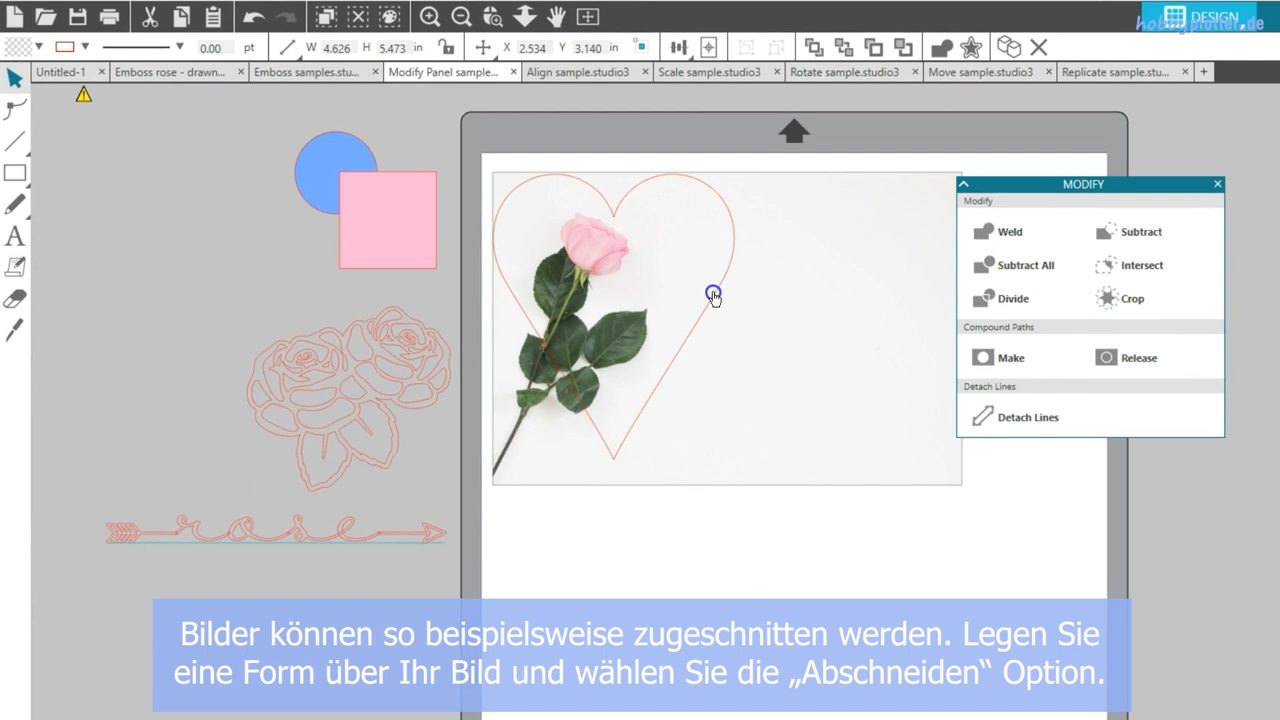 DESIGN
hobbyplotter.de
0.00 pt W 4.626 H 5.473 in X 2.534 Y 3.140 in
Untitled-1 Emboss rose - drawn... Emboss samples.stu... Modify Panel sample... Align sample.studio3 Scale sample.studio3 Rotate sample.studio3 Move sample.studio3 Replicate sample.stu...
MODIFY
Modify
Weld Subtract
Subtract All Intersect
Divide Crop
Compound Paths
Make Release
Detach Lines
Detach Lines
A
rose
Bilder können so beispielsweise zugeschnitten werden. Legen Sie
eine Form über Ihr Bild und wählen Sie die „Abschneiden“ Option.